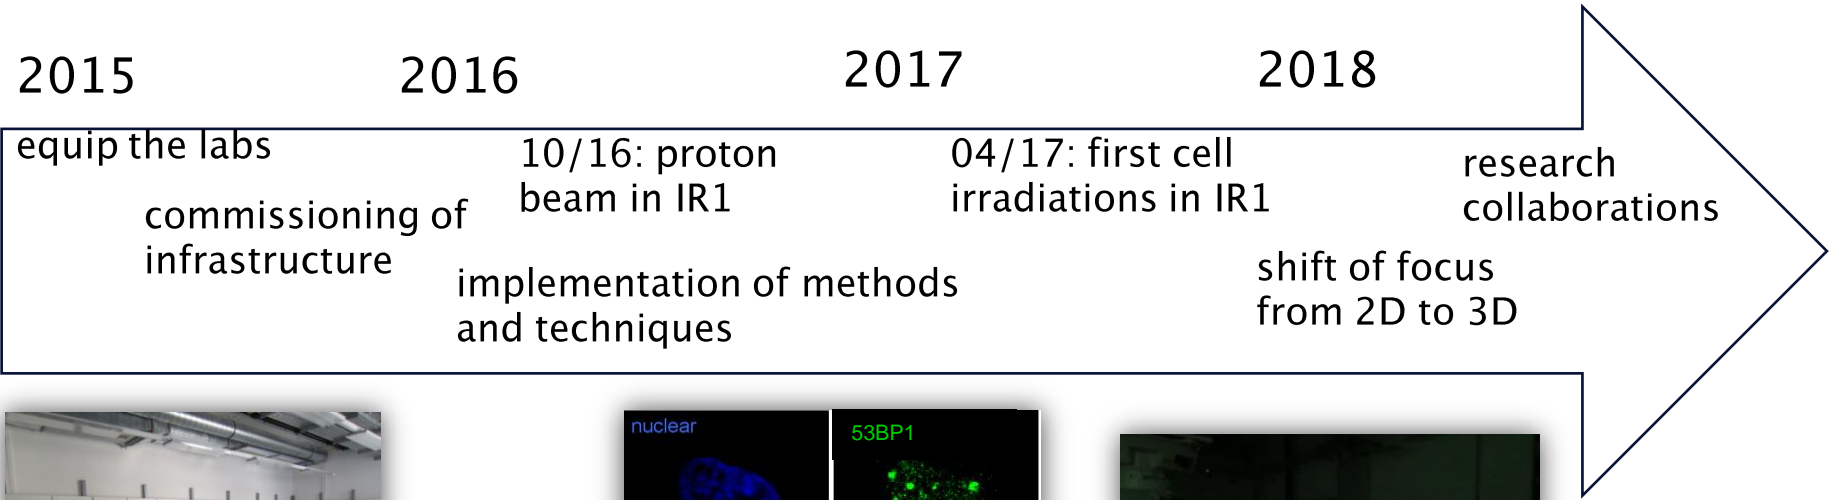 2015
2016
2017
2018
equip the labs
commissioning of
infrastructure
10/16: proton
beam in IR1
implementation of methods
and techniques
04/17: first cell
irradiations in IR1
shift of focus
from 2D to 3D
research
collaborations
nuclear
53BP1